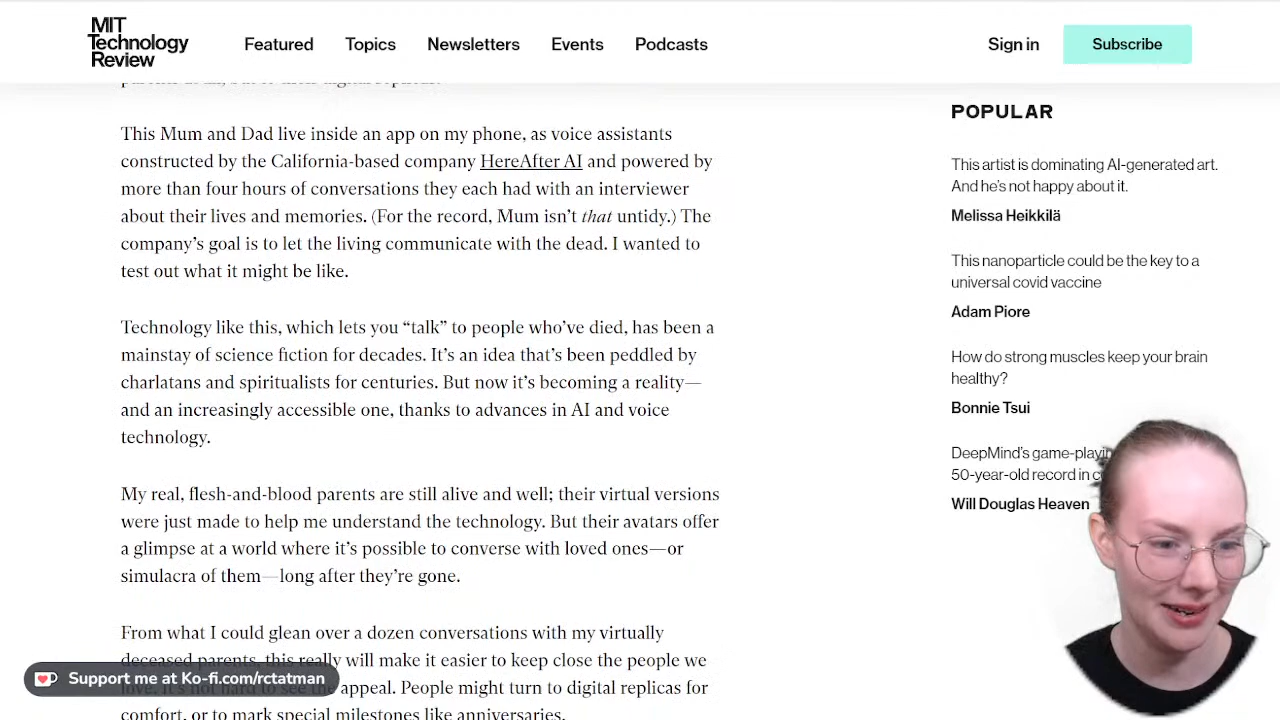 MIT
Technology
Review
Featured
Topics
Newsletters
Events
Podcasts
Sign in
Subscribe
This Mum and Dad live inside an app on my phone, as voice assistants
constructed by the California-based company HereAfter AI and powered by
more than four hours of conversations they each had with an interviewer
about their lives and memories. (For the record, Mum isn’t that untidy.) The
company’s goal is to let the living communicate with the dead. I wanted to
test out what it might be like.
Technology like this, which lets you “talk” to people who’ve died, has been a
mainstay of science fiction for decades. It’s an idea that’s been peddled by
charlatans and spiritualists for centuries. But now it’s becoming a reality—
and an increasingly accessible one, thanks to advances in AI and voice
technology.
My real, flesh-and-blood parents are still alive and well; their virtual versions
were just made to help me understand the technology. But their avatars offer
a glimpse at a world where it’s possible to converse with loved ones—or
simulacra of them—long after they’re gone.
From what I could glean over a dozen conversations with my virtually
deceased parents, this really will make it easier to keep close the people we
love. It’s not hard to see the appeal. People might turn to digital replicas for
comfort, or to mark special milestones like anniversaries.
POPULAR
This artist is dominating AI-generated art.
And he’s not happy about it.
Melissa Heikkilä
This nanoparticle could be the key to a
universal covid vaccine
Adam Piore
How do strong muscles keep your brain
healthy?
Bonnie Tsui
DeepMind’s
50-year-old record in
Will Douglas Heaven
Support me at Ko-fi.com/rctatman